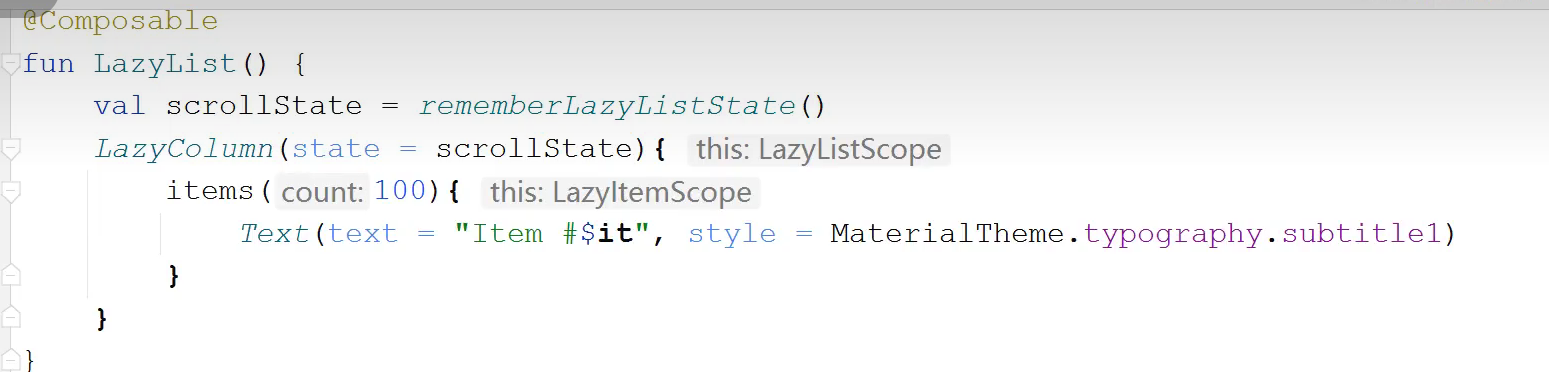 @Composable
fun LazyList() {
    val scrollState = rememberLazyListState()
    LazyColumn(state = scrollState){ this: LazyListScope
        items( count: 100){ this: LazyItemScope
            Text(text = "Item #$it", style = MaterialTheme.typography.subtitle1)
        }
    }
}